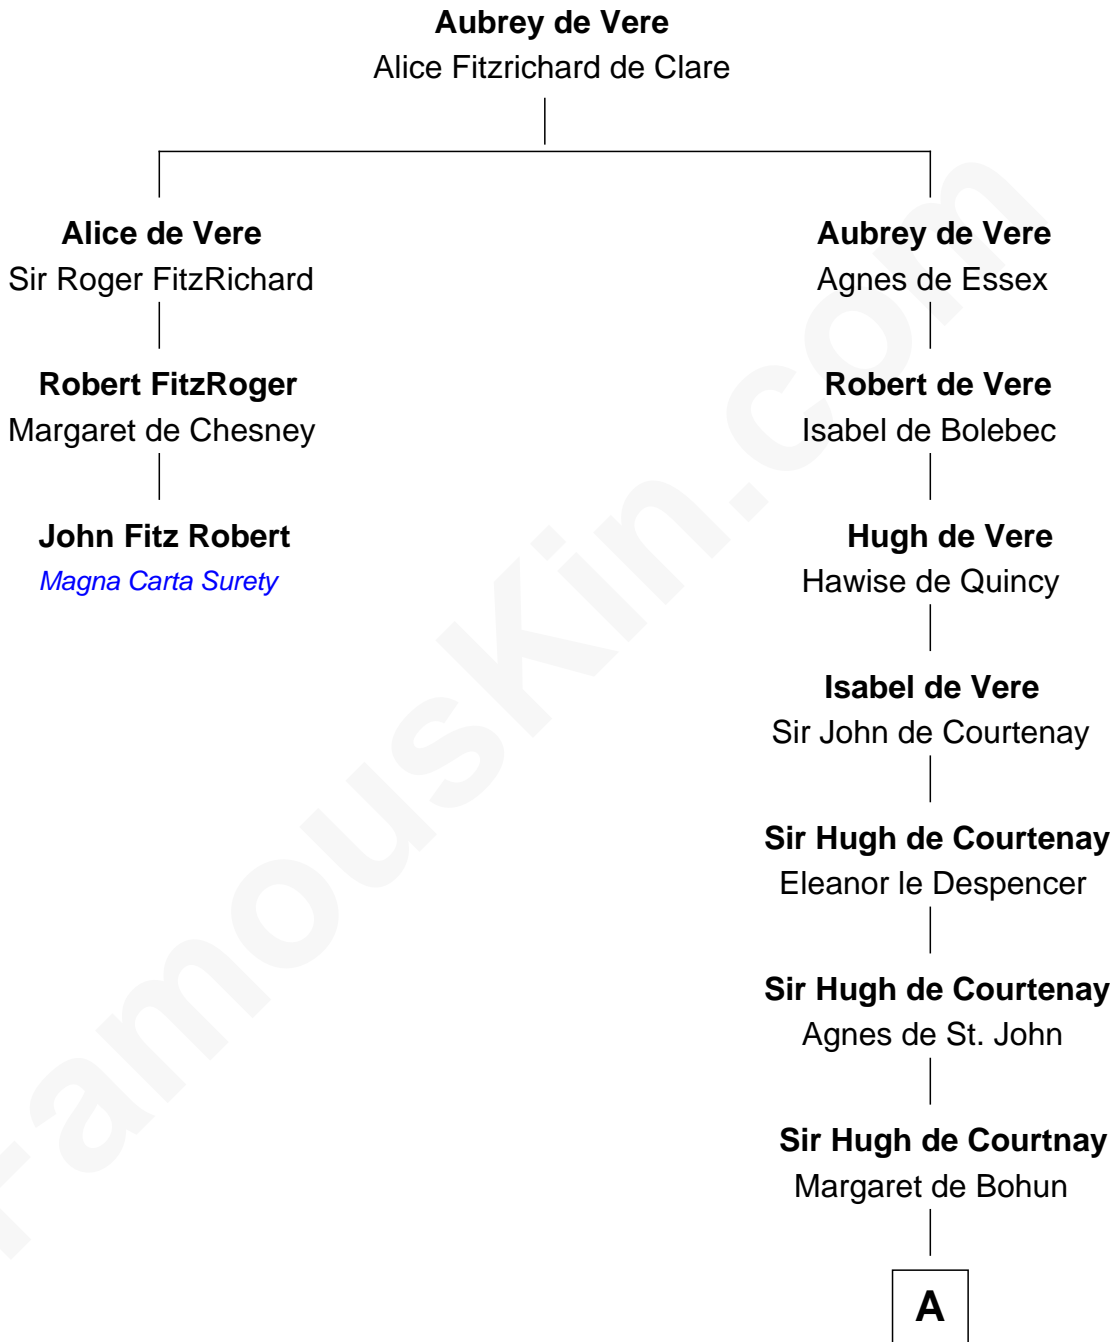 Aubrey de Vere
Alice Fitzrichard de Clare
Alice de Vere
Sir Roger FitzRichard
Robert FitzRoger
Margaret de Chesney
John Fitz Robert
Magna Carta Surety
Aubrey de Vere
Agnes de Essex
Robert de Vere
Isabel de Bolebec
Hugh de Vere
Hawise de Quincy
Isabel de Vere
Sir John de Courtenay
Sir Hugh de Courtenay
Eleanor le Despencer
Sir Hugh de Courtenay
Agnes de St. John
Sir Hugh de Courtnay
Margaret de Bohun
A
FamousKin.com